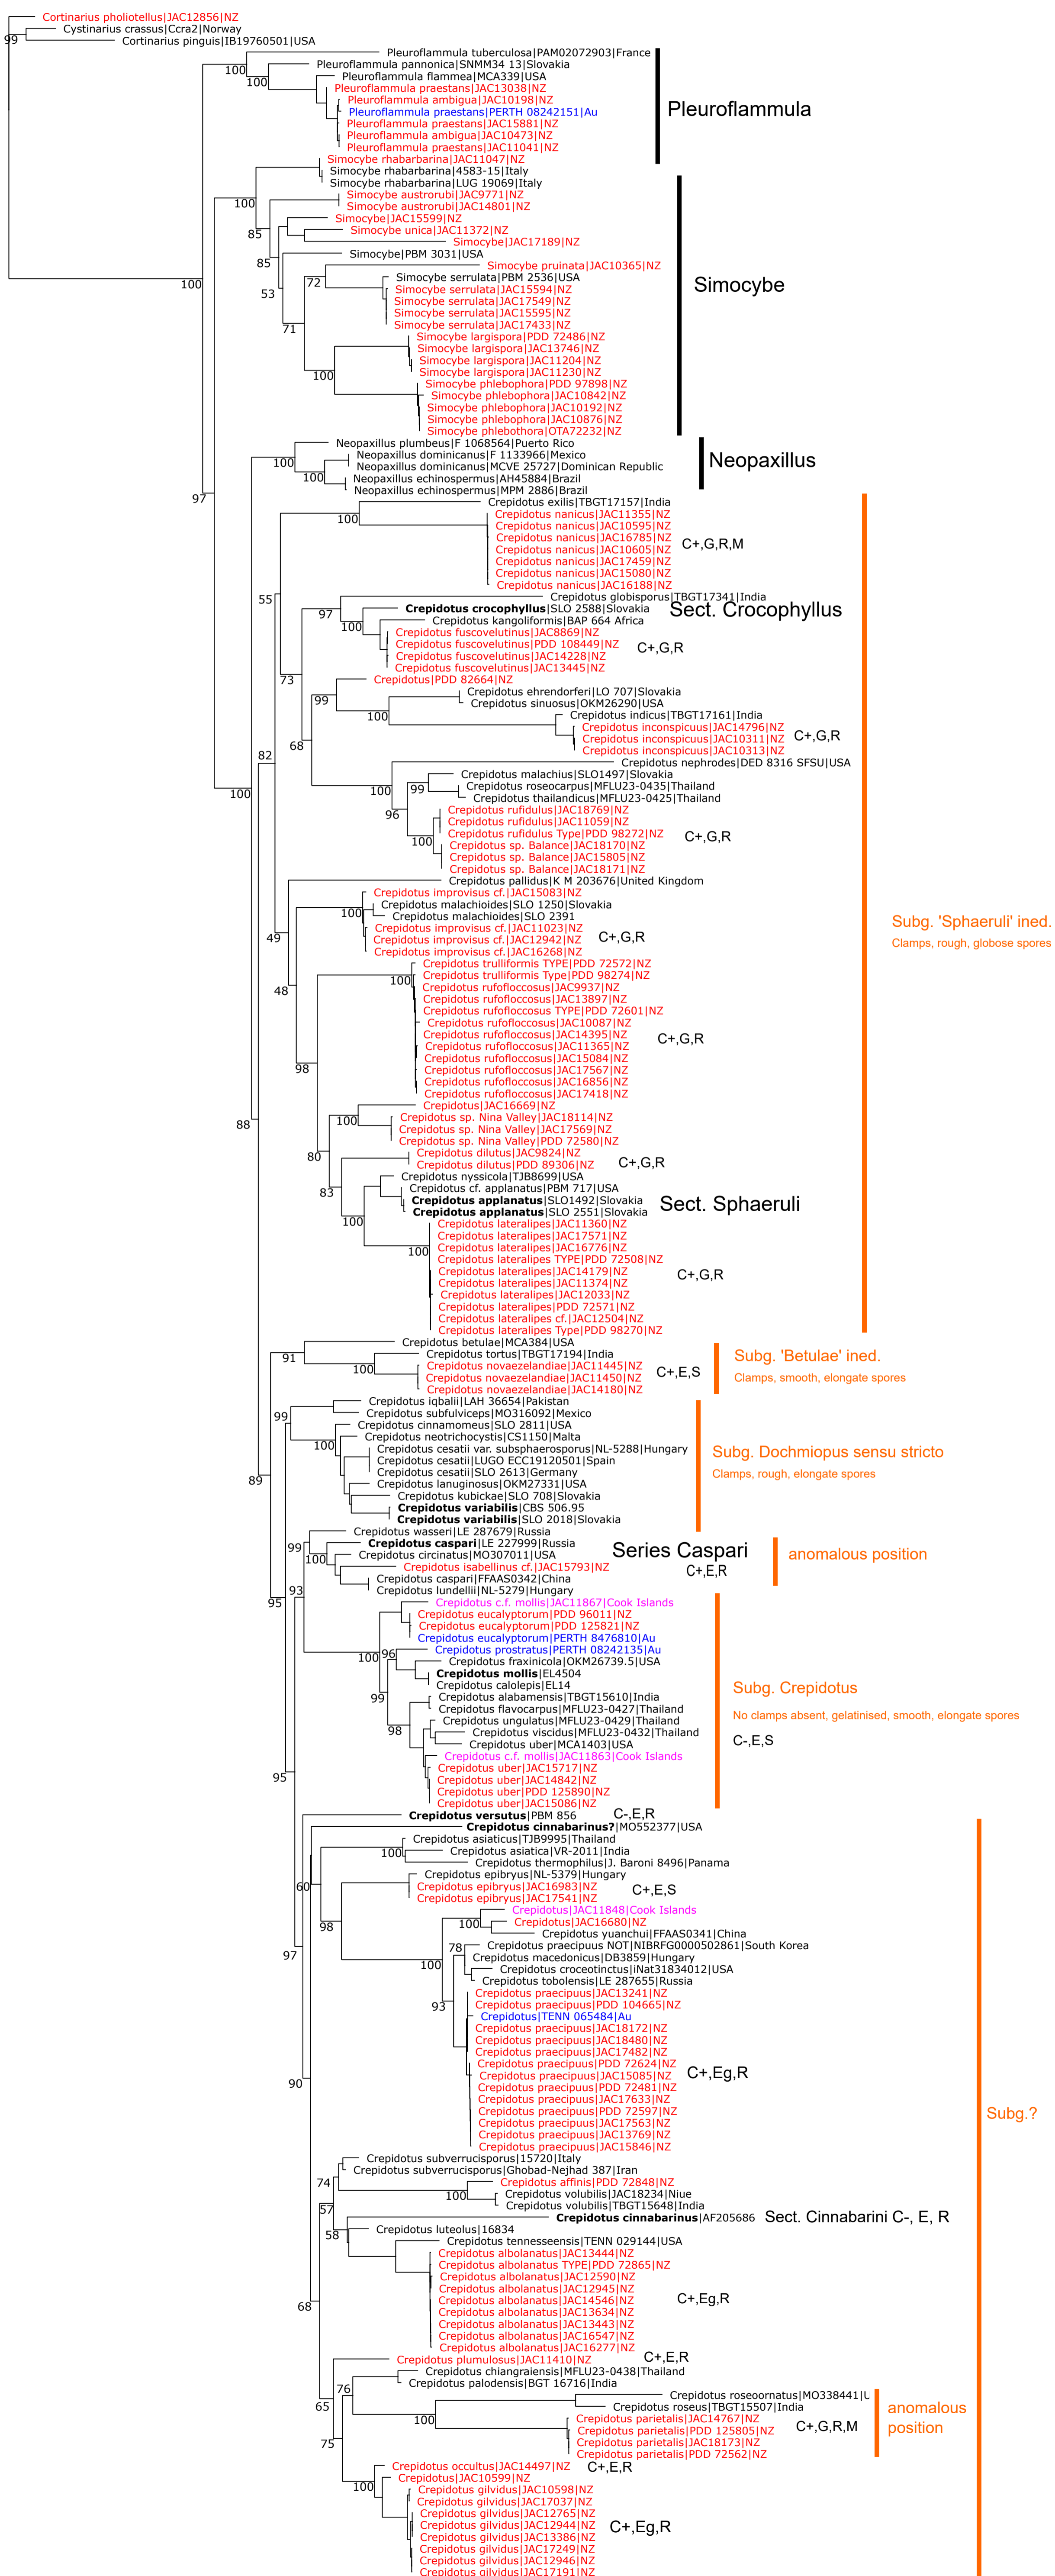 Cortinarius pholiotellus|JAC12856|NZ
Cystinarius crassus|Ccra2|Norway
99
Cortinarius pinguis|IB19760501|USA
Pleuroflammula tuberculosa|PAM02072903|France
Pleuroflammula pannonica|SNMM34 13|Slovakia
100
Pleuroflammula flammea|MCA339|USA
100
Pleuroflammula praestans|JAC13038|NZ
Pleuroflammula ambigua|JAC10198|NZ
Pleuroflammula praestans|PERTH 08242151|Au
Pleuroflammula
Pleuroflammula praestans|JAC15881|NZ
Pleuroflammula ambigua|JAC10473|NZ
Pleuroflammula praestans|JAC11041|NZ
Simocybe rhabarbarina|JAC11047|NZ
Simocybe rhabarbarina|4583-15|Italy
Simocybe rhabarbarina|LUG 19069|Italy
Simocybe austrorubi|JAC9771|NZ
100
Simocybe austrorubi|JAC14801|NZ
Simocybe|JAC15599|NZ
Simocybe unica|JAC11372|NZ
85
Simocybe|JAC17189|NZ
Simocybe|PBM 3031|USA
85
Simocybe pruinata|JAC10365|NZ
Simocybe serrulata|PBM 2536|USA
72
100
Simocybe
Simocybe serrulata|JAC15594|NZ
53
Simocybe serrulata|JAC17549|NZ
Simocybe serrulata|JAC15595|NZ
Simocybe serrulata|JAC17433|NZ
71
Simocybe largispora|PDD 72486|NZ
Simocybe largispora|JAC13746|NZ
Simocybe largispora|JAC11204|NZ
Simocybe largispora|JAC11230|NZ
100
Simocybe phlebophora|PDD 97898|NZ
Simocybe phlebophora|JAC10842|NZ
Simocybe phlebophora|JAC10192|NZ
Simocybe phlebophora|JAC10876|NZ
Simocybe phlebothora|OTA72232|NZ
Neopaxillus plumbeus|F 1068564|Puerto Rico
Neopaxillus dominicanus|F 1133966|Mexico
Neopaxillus
100
Neopaxillus dominicanus|MCVE 25727|Dominican Republic
Neopaxillus echinospermus|AH45884|Brazil
100
Neopaxillus echinospermus|MPM 2886|Brazil
97
Crepidotus exilis|TBGT17157|India
Crepidotus nanicus|JAC11355|NZ
100
Crepidotus nanicus|JAC10595|NZ
Crepidotus nanicus|JAC16785|NZ
C+,G,R,M
Crepidotus nanicus|JAC10605|NZ
Crepidotus nanicus|JAC17459|NZ
Crepidotus nanicus|JAC15080|NZ
Crepidotus nanicus|JAC16188|NZ
Crepidotus globisporus|TBGT17341|India
55
Crepidotus crocophyllus|SLO 2588|Slovakia
Sect. Crocophyllus
97
Crepidotus kangoliformis|BAP 664 Africa
100
Crepidotus fuscovelutinus|JAC8869|NZ
Crepidotus fuscovelutinus|PDD 108449|NZ
C+,G,R
Crepidotus fuscovelutinus|JAC14228|NZ
Crepidotus fuscovelutinus|JAC13445|NZ
73
Crepidotus|PDD 82664|NZ
Crepidotus ehrendorferi|LO 707|Slovakia
99
Crepidotus sinuosus|OKM26290|USA
100
Crepidotus indicus|TBGT17161|India
Crepidotus inconspicuus|JAC14796|NZ
C+,G,R
Crepidotus inconspicuus|JAC10311|NZ
68
Crepidotus inconspicuus|JAC10313|NZ
82
Crepidotus nephrodes|DED 8316 SFSU|USA
Crepidotus malachius|SLO1497|Slovakia
Crepidotus roseocarpus|MFLU23-0435|Thailand
100
100
99
Crepidotus thailandicus|MFLU23-0425|Thailand
Crepidotus rufidulus|JAC18769|NZ
96
Crepidotus rufidulus|JAC11059|NZ
Crepidotus rufidulus Type|PDD 98272|NZ
C+,G,R
100
Crepidotus sp. Balance|JAC18170|NZ
Crepidotus sp. Balance|JAC15805|NZ
Crepidotus sp. Balance|JAC18171|NZ
Crepidotus pallidus|K M 203676|United Kingdom
Crepidotus improvisus cf.|JAC15083|NZ
Crepidotus malachioides|SLO 1250|Slovakia
100
Crepidotus malachioides|SLO 2391
Subg. 'Sphaeruli' ined.
Crepidotus improvisus cf.|JAC11023|NZ
49
Crepidotus improvisus cf.|JAC12942|NZ
C+,G,R
Clamps, rough, globose spores
Crepidotus improvisus cf.|JAC16268|NZ
Crepidotus trulliformis TYPE|PDD 72572|NZ
Crepidotus trulliformis Type|PDD 98274|NZ
100
48
Crepidotus rufofloccosus|JAC9937|NZ
Crepidotus rufofloccosus|JAC13897|NZ
Crepidotus rufofloccosus TYPE|PDD 72601|NZ
Crepidotus rufofloccosus|JAC10087|NZ
Crepidotus rufofloccosus|JAC14395|NZ
C+,G,R
Crepidotus rufofloccosus|JAC11365|NZ
Crepidotus rufofloccosus|JAC15084|NZ
98
Crepidotus rufofloccosus|JAC17567|NZ
Crepidotus rufofloccosus|JAC16856|NZ
Crepidotus rufofloccosus|JAC17418|NZ
Crepidotus|JAC16669|NZ
Crepidotus sp. Nina Valley|JAC18114|NZ
100
88
Crepidotus sp. Nina Valley|JAC17569|NZ
Crepidotus sp. Nina Valley|PDD 72580|NZ
Crepidotus dilutus|JAC9824|NZ
80
Crepidotus dilutus|PDD 89306|NZ
C+,G,R
Crepidotus nyssicola|TJB8699|USA
Crepidotus cf. applanatus|PBM 717|USA
83
Crepidotus applanatus|SLO1492|Slovakia
Sect. Sphaeruli
Crepidotus applanatus|SLO 2551|Slovakia
100
Crepidotus lateralipes|JAC11360|NZ
Crepidotus lateralipes|JAC17571|NZ
Crepidotus lateralipes|JAC16776|NZ
100
Crepidotus lateralipes TYPE|PDD 72508|NZ
Crepidotus lateralipes|JAC14179|NZ
C+,G,R
Crepidotus lateralipes|JAC11374|NZ
Crepidotus lateralipes|JAC12033|NZ
Crepidotus lateralipes|PDD 72571|NZ
Crepidotus lateralipes cf.|JAC12504|NZ
Crepidotus lateralipes Type|PDD 98270|NZ
Crepidotus betulae|MCA384|USA
Crepidotus tortus|TBGT17194|India
Subg. 'Betulae' ined.
91
Crepidotus novaezelandiae|JAC11445|NZ
100
C+,E,S
Crepidotus novaezelandiae|JAC11450|NZ
Clamps, smooth, elongate spores
Crepidotus novaezelandiae|JAC14180|NZ
Crepidotus iqbalii|LAH 36654|Pakistan
Crepidotus subfulviceps|MO316092|Mexico
99
Crepidotus cinnamomeus|SLO 2811|USA
Crepidotus neotrichocystis|CS1150|Malta
100
Crepidotus cesatii var. subsphaerosporus|NL-5288|Hungary
Subg. Dochmiopus sensu stricto
Crepidotus cesatii|LUGO ECC19120501|Spain
Crepidotus cesatii|SLO 2613|Germany
Clamps, rough, elongate spores
89
Crepidotus lanuginosus|OKM27331|USA
Crepidotus kubickae|SLO 708|Slovakia
Crepidotus variabilis|CBS 506.95
Crepidotus variabilis|SLO 2018|Slovakia
Crepidotus wasseri|LE 287679|Russia
Crepidotus caspari|LE 227999|Russia
99
Series Caspari
anomalous position
Crepidotus circinatus|MO307011|USA
100
Crepidotus isabellinus cf.|JAC15793|NZ
C+,E,R
Crepidotus caspari|FFAAS0342|China
Crepidotus lundellii|NL-5279|Hungary
93
95
Crepidotus c.f. mollis|JAC11867|Cook Islands
Crepidotus eucalyptorum|PDD 96011|NZ
Crepidotus eucalyptorum|PDD 125821|NZ
Crepidotus eucalyptorum|PERTH 8476810|Au
Crepidotus prostratus|PERTH 08242135|Au
96
100
Crepidotus fraxinicola|OKM26739.5|USA
Crepidotus mollis|EL4504
Crepidotus calolepis|EL14
Subg. Crepidotus
99
Crepidotus alabamensis|TBGT15610|India
Crepidotus flavocarpus|MFLU23-0427|Thailand
No clamps absent, gelatinised, smooth, elongate spores
Crepidotus ungulatus|MFLU23-0429|Thailand
98
Crepidotus viscidus|MFLU23-0432|Thailand
C-,E,S
Crepidotus uber|MCA1403|USA
Crepidotus c.f. mollis|JAC11863|Cook Islands
Crepidotus uber|JAC15717|NZ
95
Crepidotus uber|JAC14842|NZ
Crepidotus uber|PDD 125890|NZ
Crepidotus uber|JAC15086|NZ
Crepidotus versutus|PBM 856
C-,E,R
Crepidotus cinnabarinus?|MO552377|USA
Crepidotus asiaticus|TJB9995|Thailand
Crepidotus asiatica|VR-2011|India
100
Crepidotus thermophilus|J. Baroni 8496|Panama
Crepidotus epibryus|NL-5379|Hungary
60
Crepidotus epibryus|JAC16983|NZ
C+,E,S
Crepidotus epibryus|JAC17541|NZ
Crepidotus|JAC11848|Cook Islands
Crepidotus|JAC16680|NZ
98
100
Crepidotus yuanchui|FFAAS0341|China
Crepidotus praecipuus NOT|NIBRFG0000502861|South Korea
78
97
Crepidotus macedonicus|DB3859|Hungary
100
Crepidotus croceotinctus|iNat31834012|USA
Crepidotus tobolensis|LE 287655|Russia
Crepidotus praecipuus|JAC13241|NZ
93
Crepidotus praecipuus|PDD 104665|NZ
Crepidotus|TENN 065484|Au
Crepidotus praecipuus|JAC18172|NZ
Crepidotus praecipuus|JAC18480|NZ
Crepidotus praecipuus|JAC17482|NZ
Crepidotus praecipuus|PDD 72624|NZ
Crepidotus praecipuus|JAC15085|NZ
C+,Eg,R
90
Crepidotus praecipuus|PDD 72481|NZ
Crepidotus praecipuus|JAC17633|NZ
Crepidotus praecipuus|PDD 72597|NZ
Subg.?
Crepidotus praecipuus|JAC17563|NZ
Crepidotus praecipuus|JAC13769|NZ
Crepidotus praecipuus|JAC15846|NZ
Crepidotus subverrucisporus|15720|Italy
Crepidotus subverrucisporus|Ghobad-Nejhad 387|Iran
74
Crepidotus affinis|PDD 72848|NZ
Crepidotus volubilis|JAC18234|Niue
100
Crepidotus volubilis|TBGT15648|India
57
Crepidotus cinnabarinus|AF205686
Sect. Cinnabarini C-, E, R
Crepidotus luteolus|16834
58
Crepidotus tennesseensis|TENN 029144|USA
Crepidotus albolanatus|JAC13444|NZ
Crepidotus albolanatus TYPE|PDD 72865|NZ
Crepidotus albolanatus|JAC12590|NZ
Crepidotus albolanatus|JAC12945|NZ
Crepidotus albolanatus|JAC14546|NZ
C+,Eg,R
68
Crepidotus albolanatus|JAC13634|NZ
Crepidotus albolanatus|JAC13443|NZ
Crepidotus albolanatus|JAC16547|NZ
Crepidotus albolanatus|JAC16277|NZ
Crepidotus plumulosus|JAC11410|NZ
C+,E,R
Crepidotus chiangraiensis|MFLU23-0438|Thailand
Crepidotus palodensis|BGT 16716|India
76
Crepidotus roseoornatus|MO338441|U
65
Crepidotus roseus|TBGT15507|India
anomalous
100
Crepidotus parietalis|JAC14767|NZ
Crepidotus parietalis|PDD 125805|NZ
C+,G,R,M
position
75
Crepidotus parietalis|JAC18173|NZ
Crepidotus parietalis|PDD 72562|NZ
Crepidotus occultus|JAC14497|NZ
C+,E,R
Crepidotus|JAC10599|NZ
100
Crepidotus gilvidus|JAC10598|NZ
Crepidotus gilvidus|JAC17037|NZ
Crepidotus gilvidus|JAC12765|NZ
Crepidotus gilvidus|JAC12944|NZ
C+,Eg,R
Crepidotus gilvidus|JAC13386|NZ
Crepidotus gilvidus|JAC17249|NZ
Crepidotus gilvidus|JAC12946|NZ
Crepidotus gilvidus|JAC17191|NZ